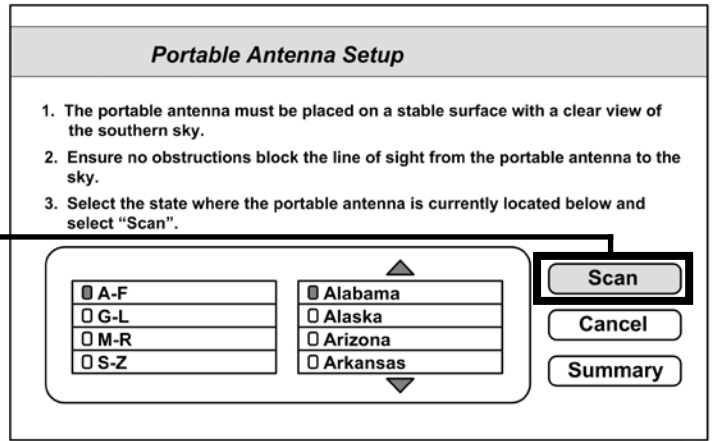 Portable Antenna Setup
1. The portable antenna must be placed on a stable surface with a clear view of
the southern sky.
2. Ensure no obstructions block the line of sight from the portable antenna to the
sky.
3. Select the state where the portable antenna is currently located below and
select “Scan”.
A-F
G-L
M-R
S-Z
Alabama
Alaska
Arizona
Arkansas
Scan
Cancel
Summary